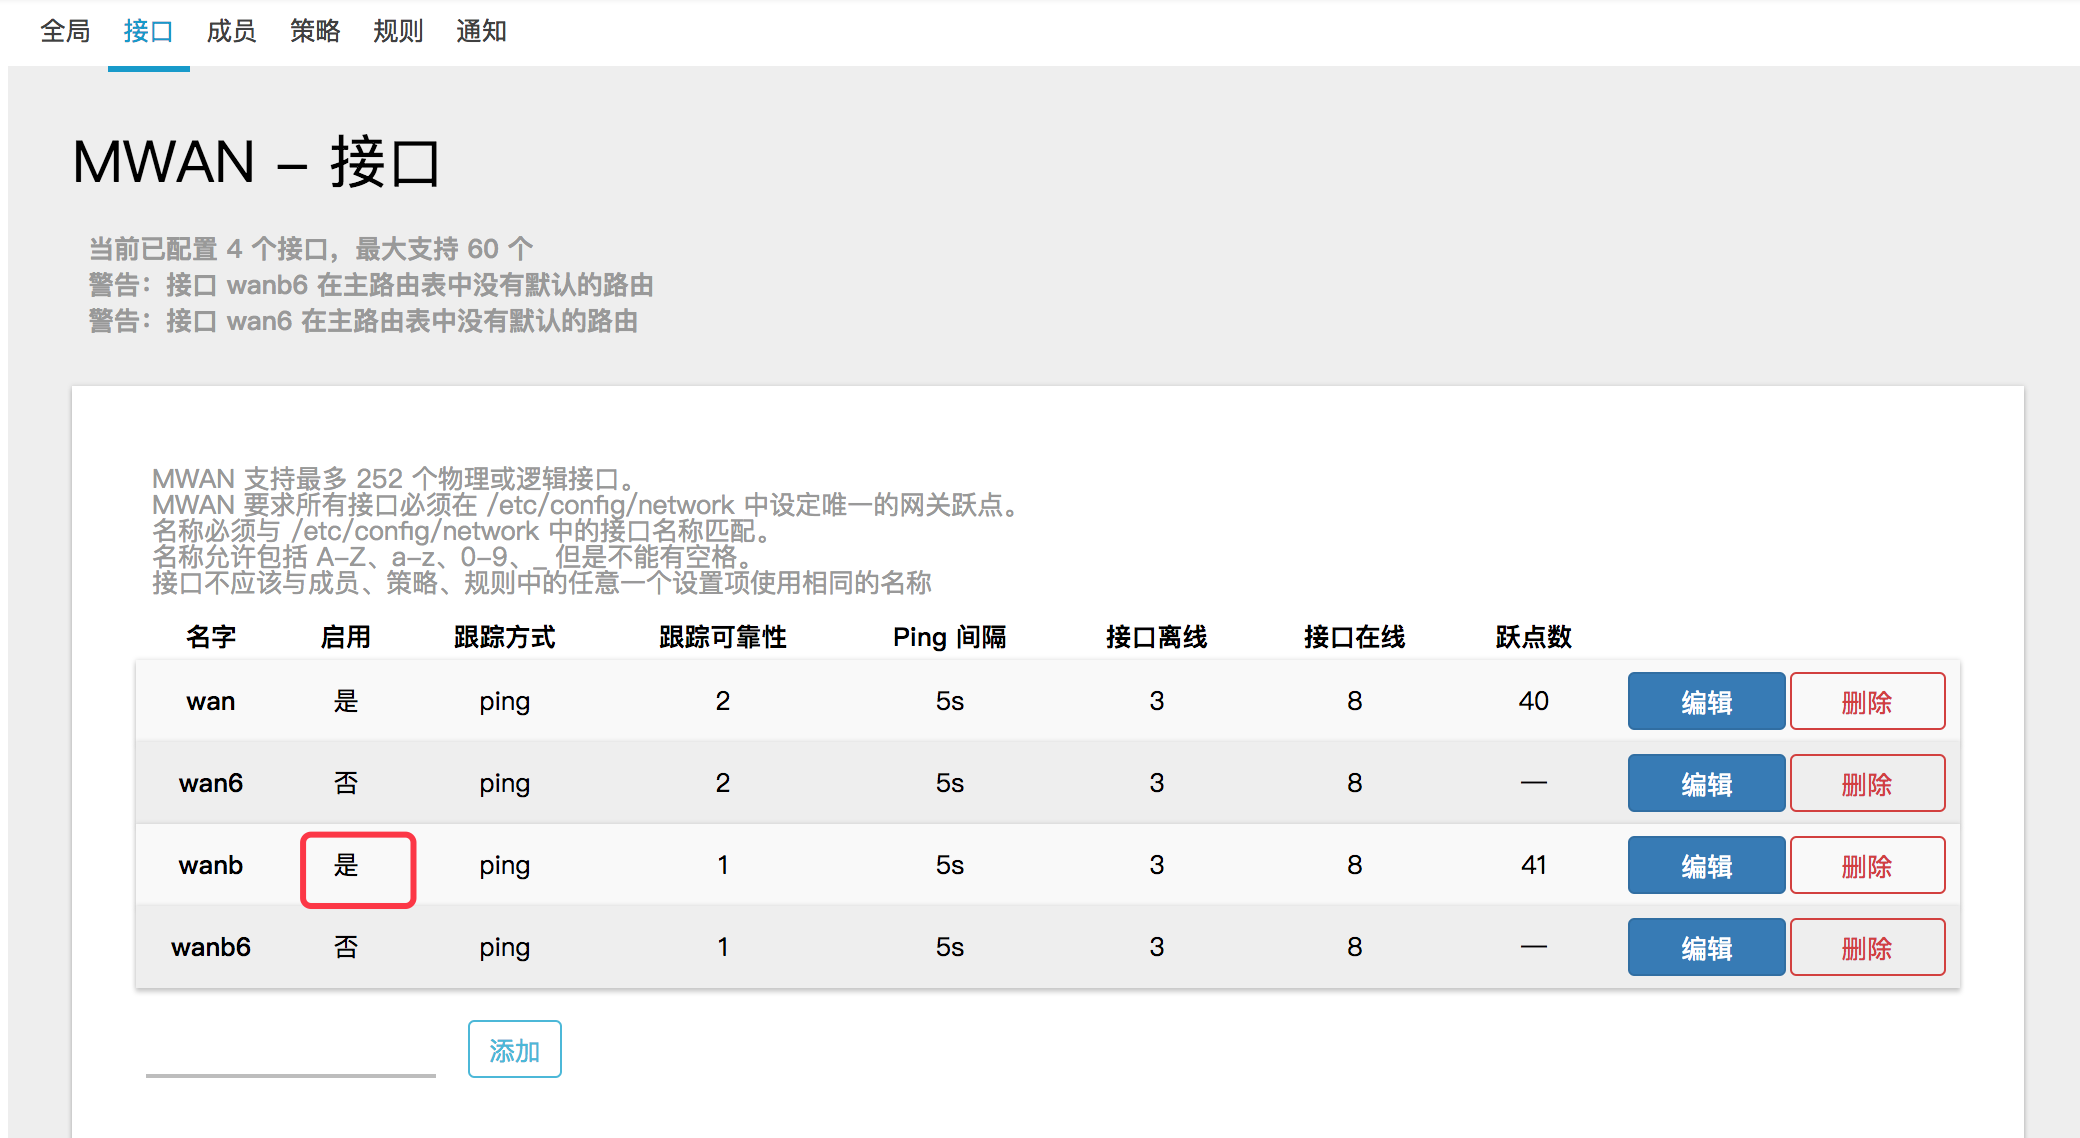 全局 接口 成员 策略 规则 通知
MWAN – 接口
当前已配置 4 个接口，最大支持 60 个
警告：接口 wanb6 在主路由表中没有默认的路由
警告：接口 wan6 在主路由表中没有默认的路由
MWAN 支持最多 252 个物理或逻辑接口。
MWAN 要求所有接口必须在 /etc/config/network 中设定唯一的网关跃点。
名称必须与 /etc/config/network 中的接口名称匹配。
名称允许包括 A-Z、a-z、0-9、_ 但是不能有空格。
接口不应该与成员、策略、规则中的任意一个设置项使用相同的名称
名字 启用 跟踪方式 跟踪可靠性 Ping 间隔 接口离线 接口在线 跃点数
wan 是 ping 2 5s 3 8 40 编辑 删除
wan6 否 ping 2 5s 3 8 — 编辑 删除
wanb 是 ping 1 5s 3 8 41 编辑 删除
wanb6 否 ping 1 5s 3 8 — 编辑 删除
添加